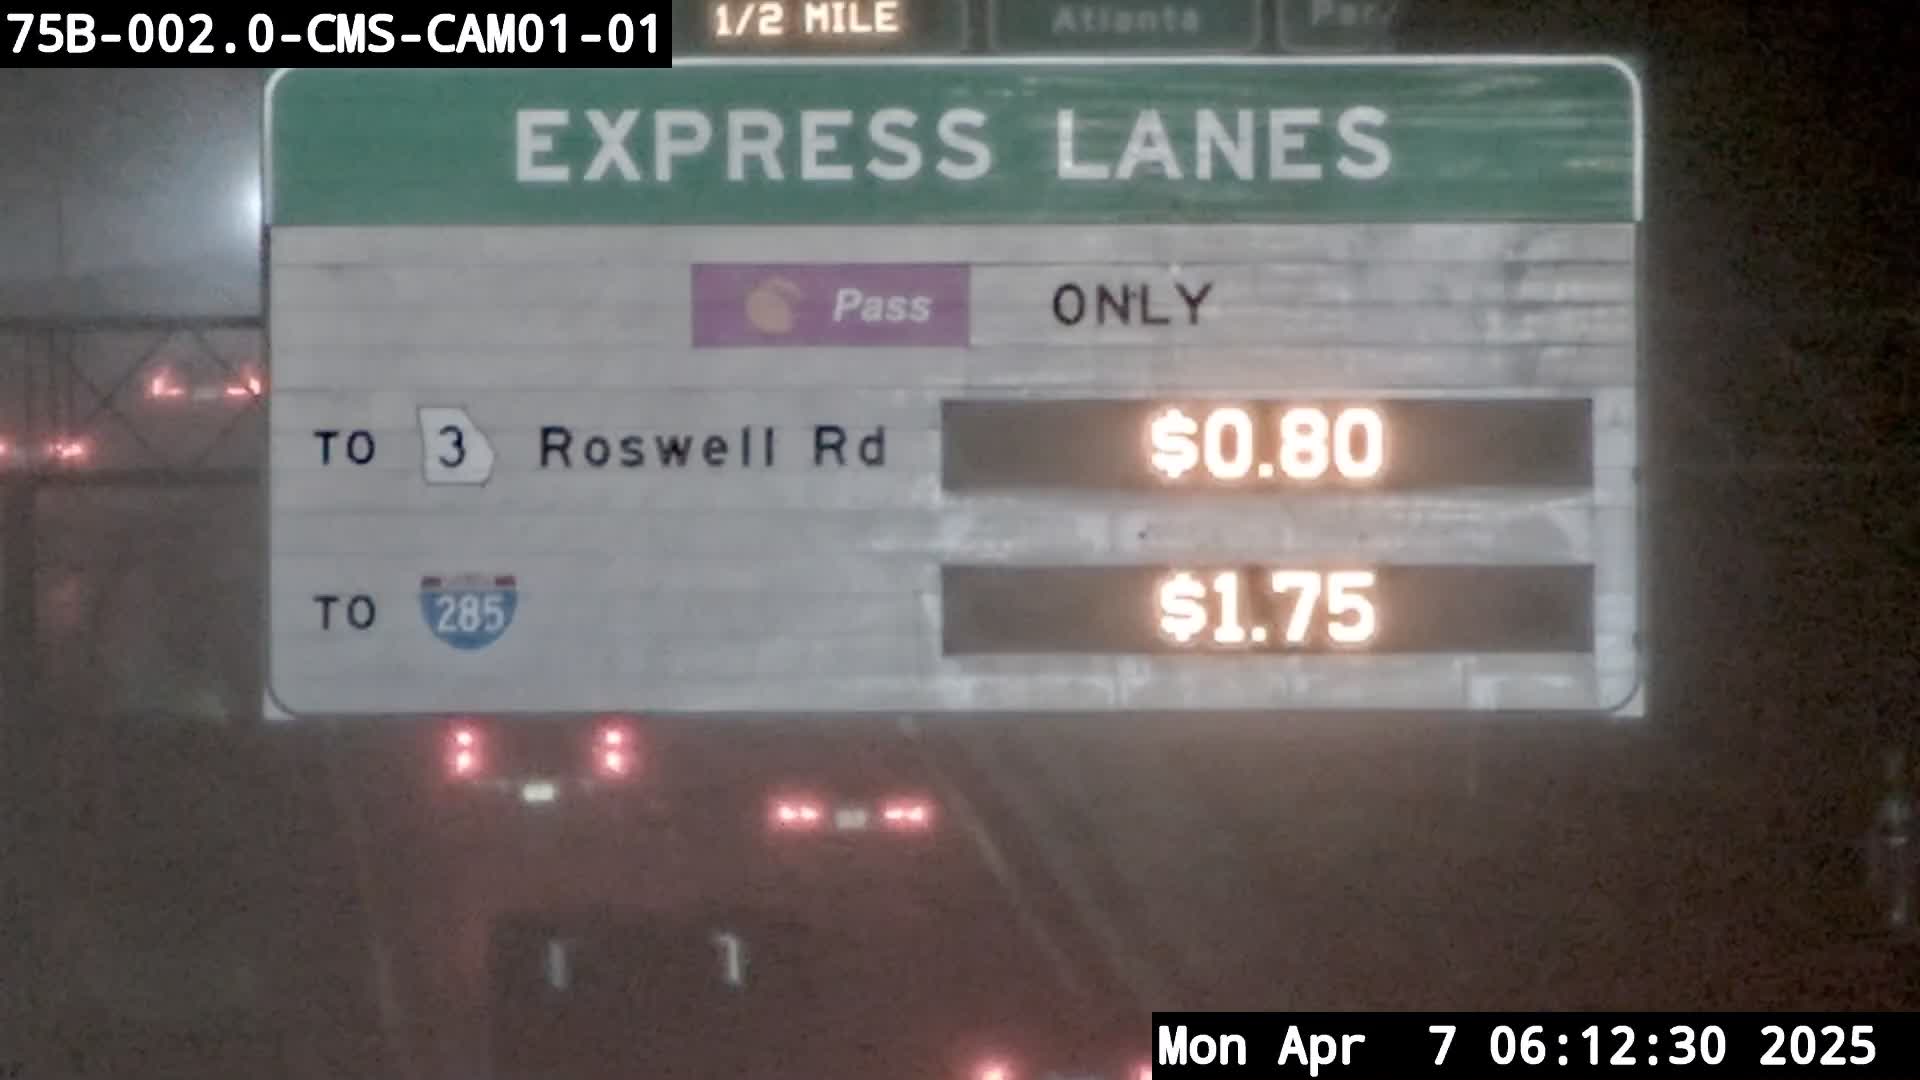 75B-002.0-CMS-CAM01-01
1/2 MILE
Atlanta
EXPRESS LANES
Pass ONLY
TO 3 Roswell Rd $0.80
TO 285 $1.75
Mon Apr 7 06:12:30 2025